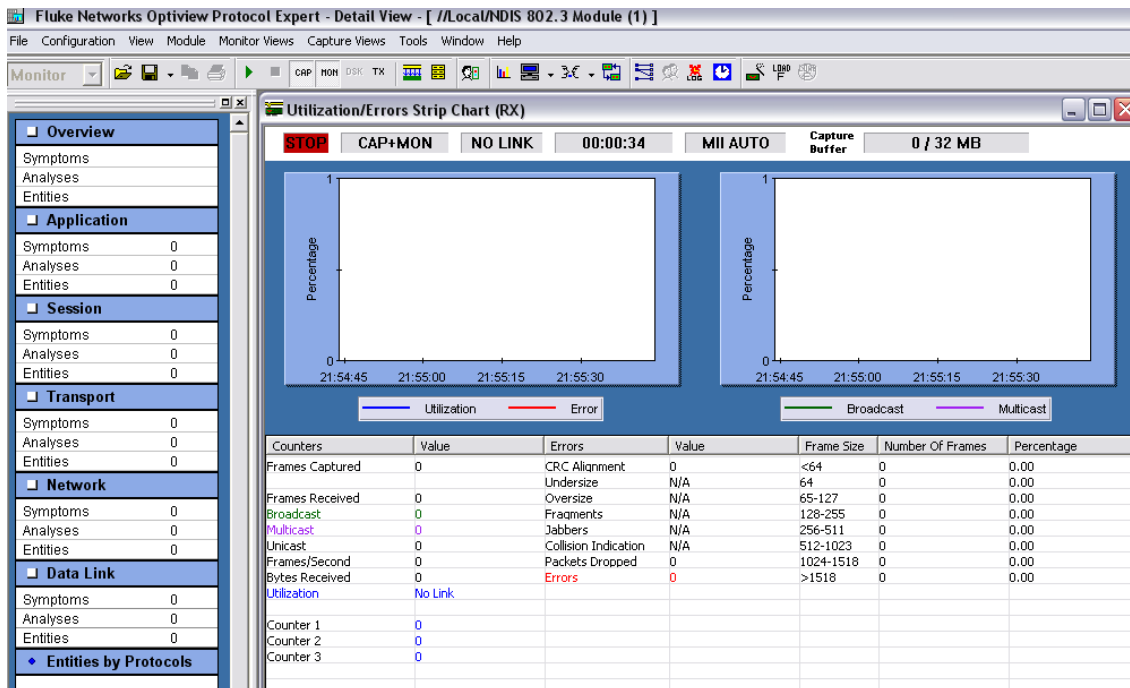 Fluke Networks Optiview Protocol Expert - Detail View - [ //Local/NDIS 802.3 Module (1) ]
File Configuration View Module Monitor Views Capture Views Tools Window Help
Monitor CAP MON DSK TX LOG LOAD
Overview
Symptoms
Analyses
Entities
Application
Symptoms 0
Analyses 0
Entities 0
Session
Symptoms 0
Analyses 0
Entities 0
Transport
Symptoms 0
Analyses 0
Entities 0
Network
Symptoms 0
Analyses 0
Entities 0
Data Link
Symptoms 0
Analyses 0
Entities 0
Entities by Protocols
Utilization/Errors Strip Chart (RX)
STOP CAP+MON NO LINK 00:00:34 MII AUTO Capture Buffer 0 / 32 MB
1
Percentage
0
21:54:45 21:55:00 21:55:15 21:55:30
Utilization Error
1
Percentage
0
21:54:45 21:55:00 21:55:15 21:55:30
Broadcast Multicast
Counters Value Errors Value Frame Size Number Of Frames Percentage
Frames Captured 0 CRC Alignment 0 <64 0 0.00
Undersize N/A 64 0 0.00
Frames Received 0 Oversize N/A 65-127 0 0.00
Broadcast 0 Fragments N/A 128-255 0 0.00
Multicast 0 Jabbers N/A 256-511 0 0.00
Unicast 0 Collision Indication N/A 512-1023 0 0.00
Frames/Second 0 Packets Dropped 0 1024-1518 0 0.00
Bytes Received 0 Errors 0 >1518 0 0.00
Utilization No Link
Counter 1 0
Counter 2 0
Counter 3 0